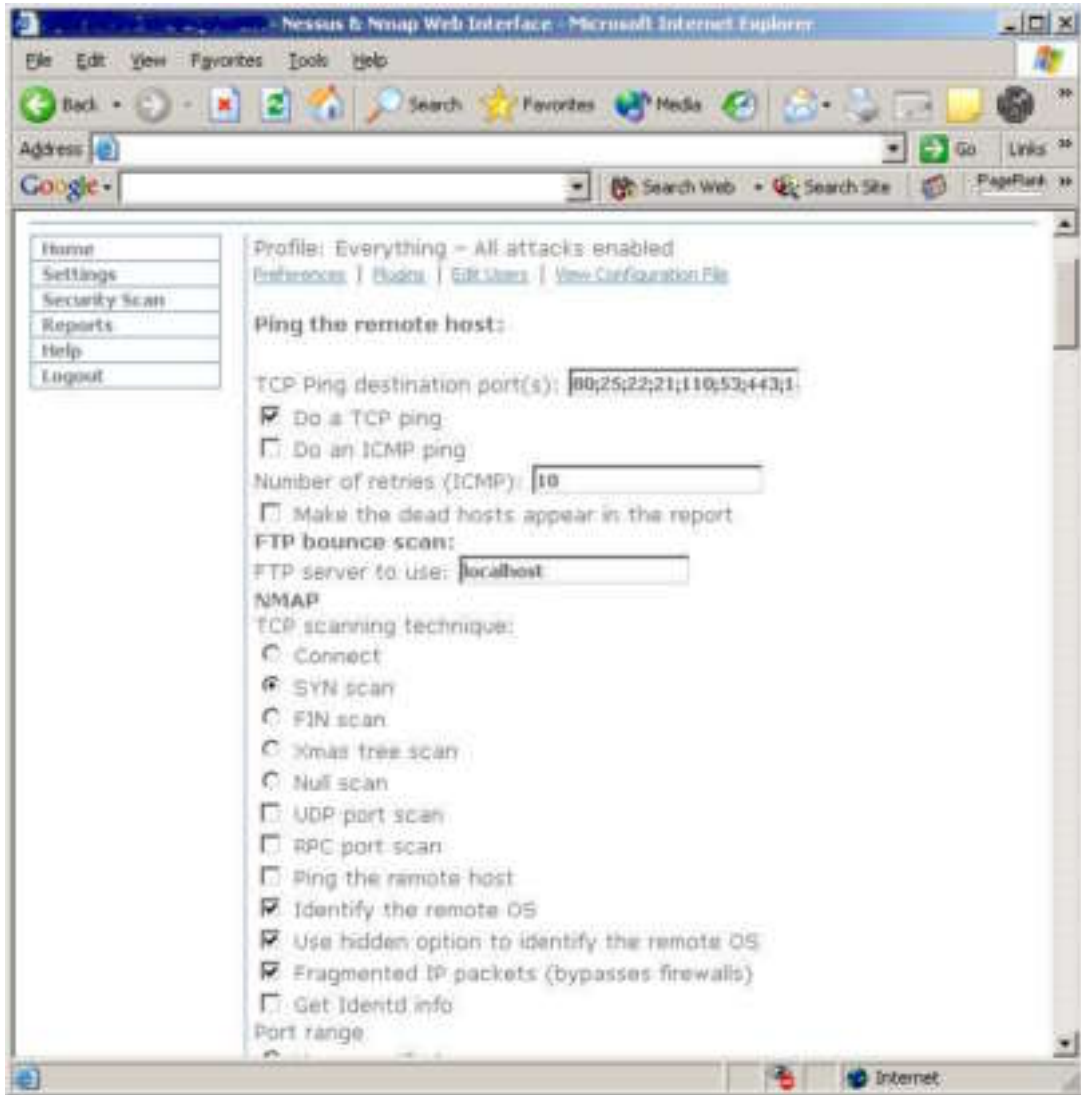 - Nessus & Nmap Web Interface - Microsoft Internet Explorer
File Edit View Favorites Tools Help
Back Search Favorites Media
Address Go Links
Google Search Web Search Site PageRank
Home
Settings
Security Scan
Reports
Help
Logout
Profile: Everything - All attacks enabled
Preferences | Plugins | Edit Users | View Configuration File
Ping the remote host:
TCP Ping destination port(s): 80;25;22;21;110;53;443;1
Do a TCP ping
Do an ICMP ping
Number of retries (ICMP): 10
Make the dead hosts appear in the report
FTP bounce scan:
FTP server to use: localhost
NMAP
TCP scanning technique:
Connect
SYN scan
FIN scan
Xmas tree scan
Null scan
UDP port scan
RPC port scan
Ping the remote host
Identify the remote OS
Use hidden option to identify the remote OS
Fragmented IP packets (bypasses firewalls)
Get Identd info
Port range
Internet